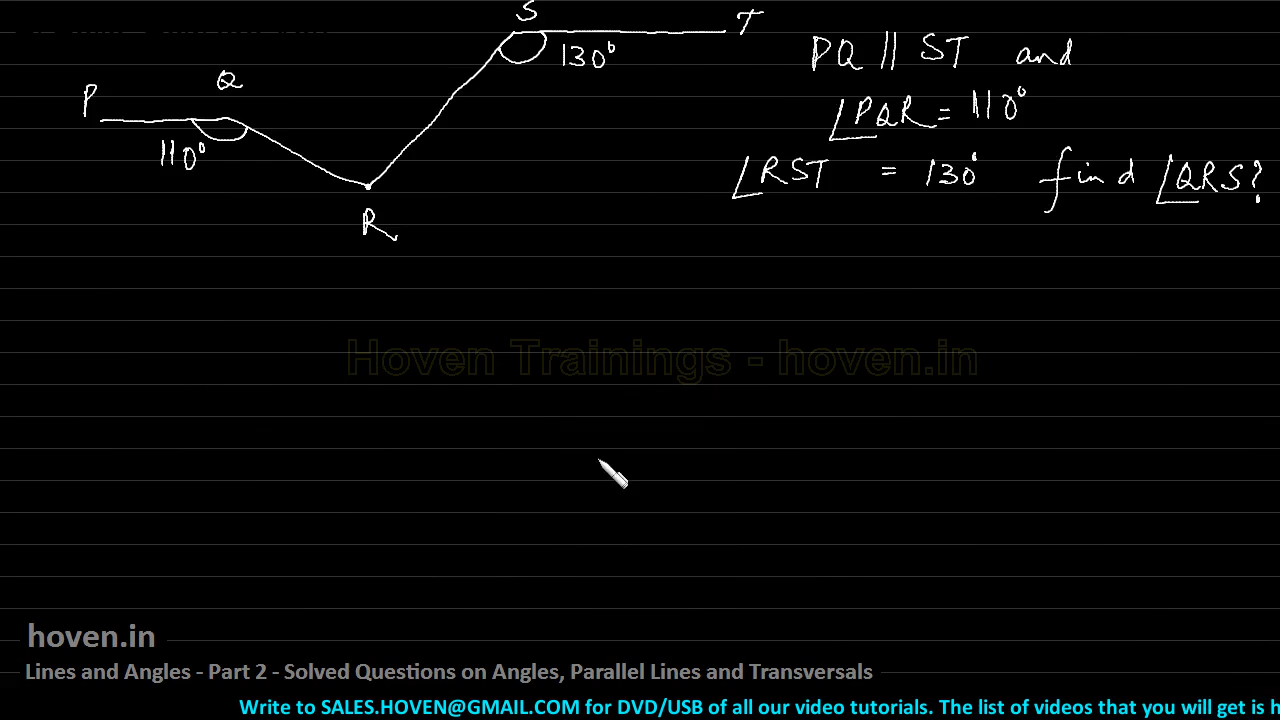 S
T
130°
PQ || ST and
P
Q
∠PQR = 110°
110°
∠RST = 130° find ∠QRS?
R
Hoven Trainings - hoven.in
hoven.in
Lines and Angles - Part 2 - Solved Questions on Angles, Parallel Lines and Transversals
Write to SALES.HOVEN@GMAIL.COM for DVD/USB of all our video tutorials. The list of videos that you will get is h